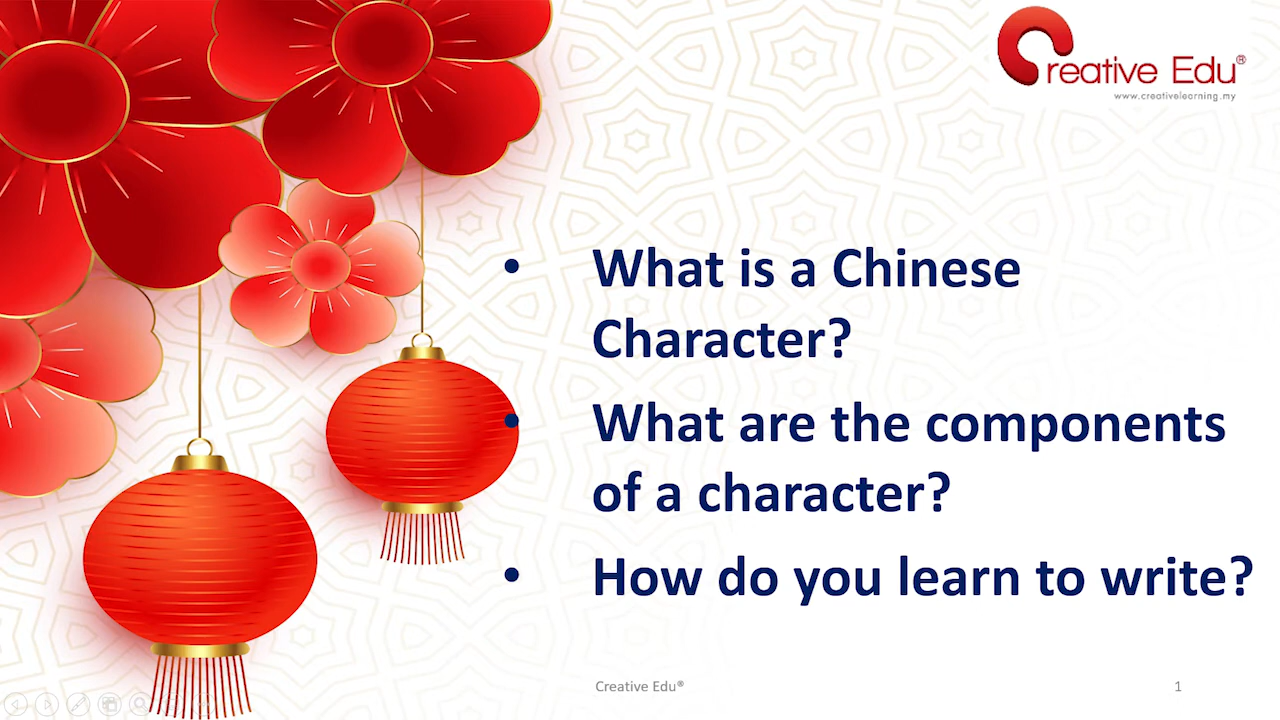 Creative Edu®
www.creativelearning.my
• What is a Chinese
Character?
• What are the components
of a character?
• How do you learn to write?
Creative Edu®
1